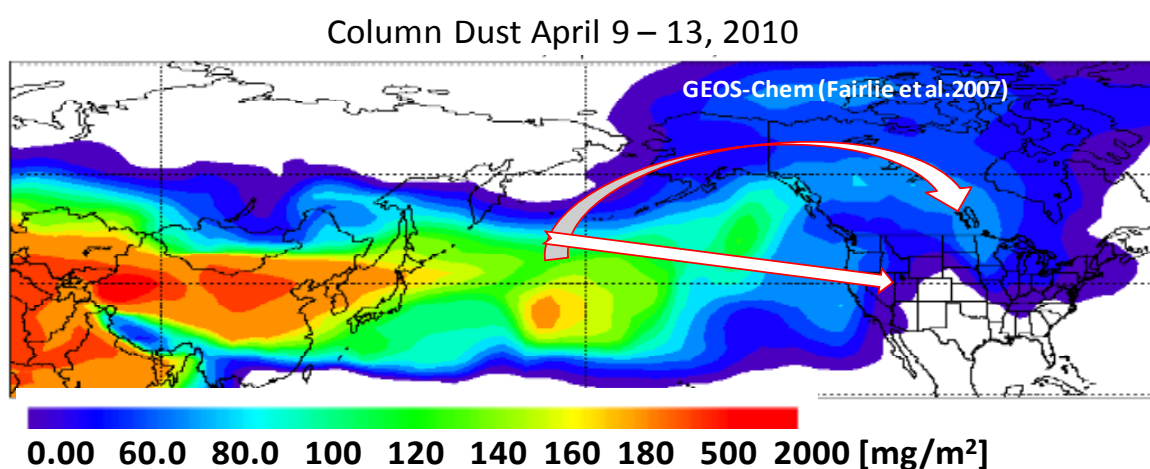 Column Dust April 9 – 13, 2010
GEOS-Chem (Fairlie et al.2007)
0.00 60.0 80.0 100 120 140 160 180 500 2000 [mg/m²]